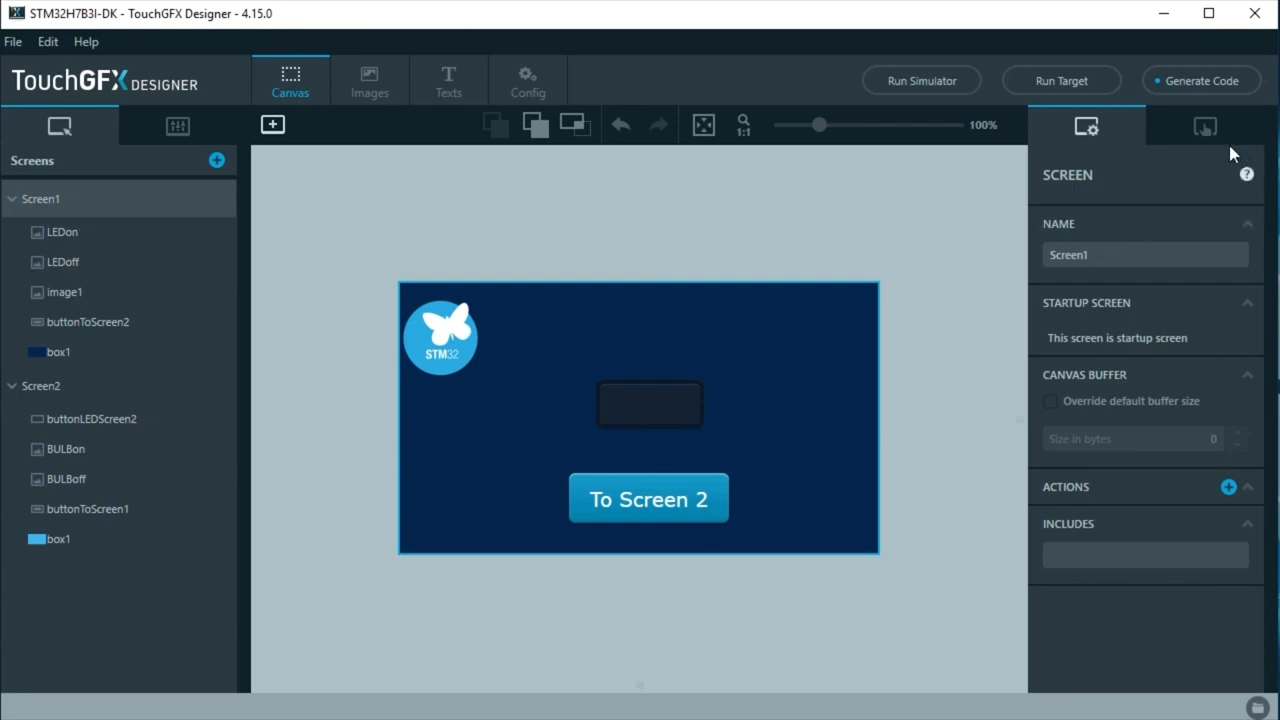 STM32H7B3I-DK - TouchGFX Designer - 4.15.0
File Edit Help
TouchGFX DESIGNER
Canvas
Images
Texts
Config
Run Simulator
Run Target
Generate Code
1:1
100%
Screens
Screen1
LEDon
LEDoff
image1
buttonToScreen2
box1
Screen2
buttonLEDScreen2
BULBon
BULBoff
buttonToScreen1
box1
STM32
To Screen 2
SCREEN
?
NAME
Screen1
STARTUP SCREEN
This screen is startup screen
CANVAS BUFFER
Override default buffer size
Size in bytes 0
ACTIONS
INCLUDES